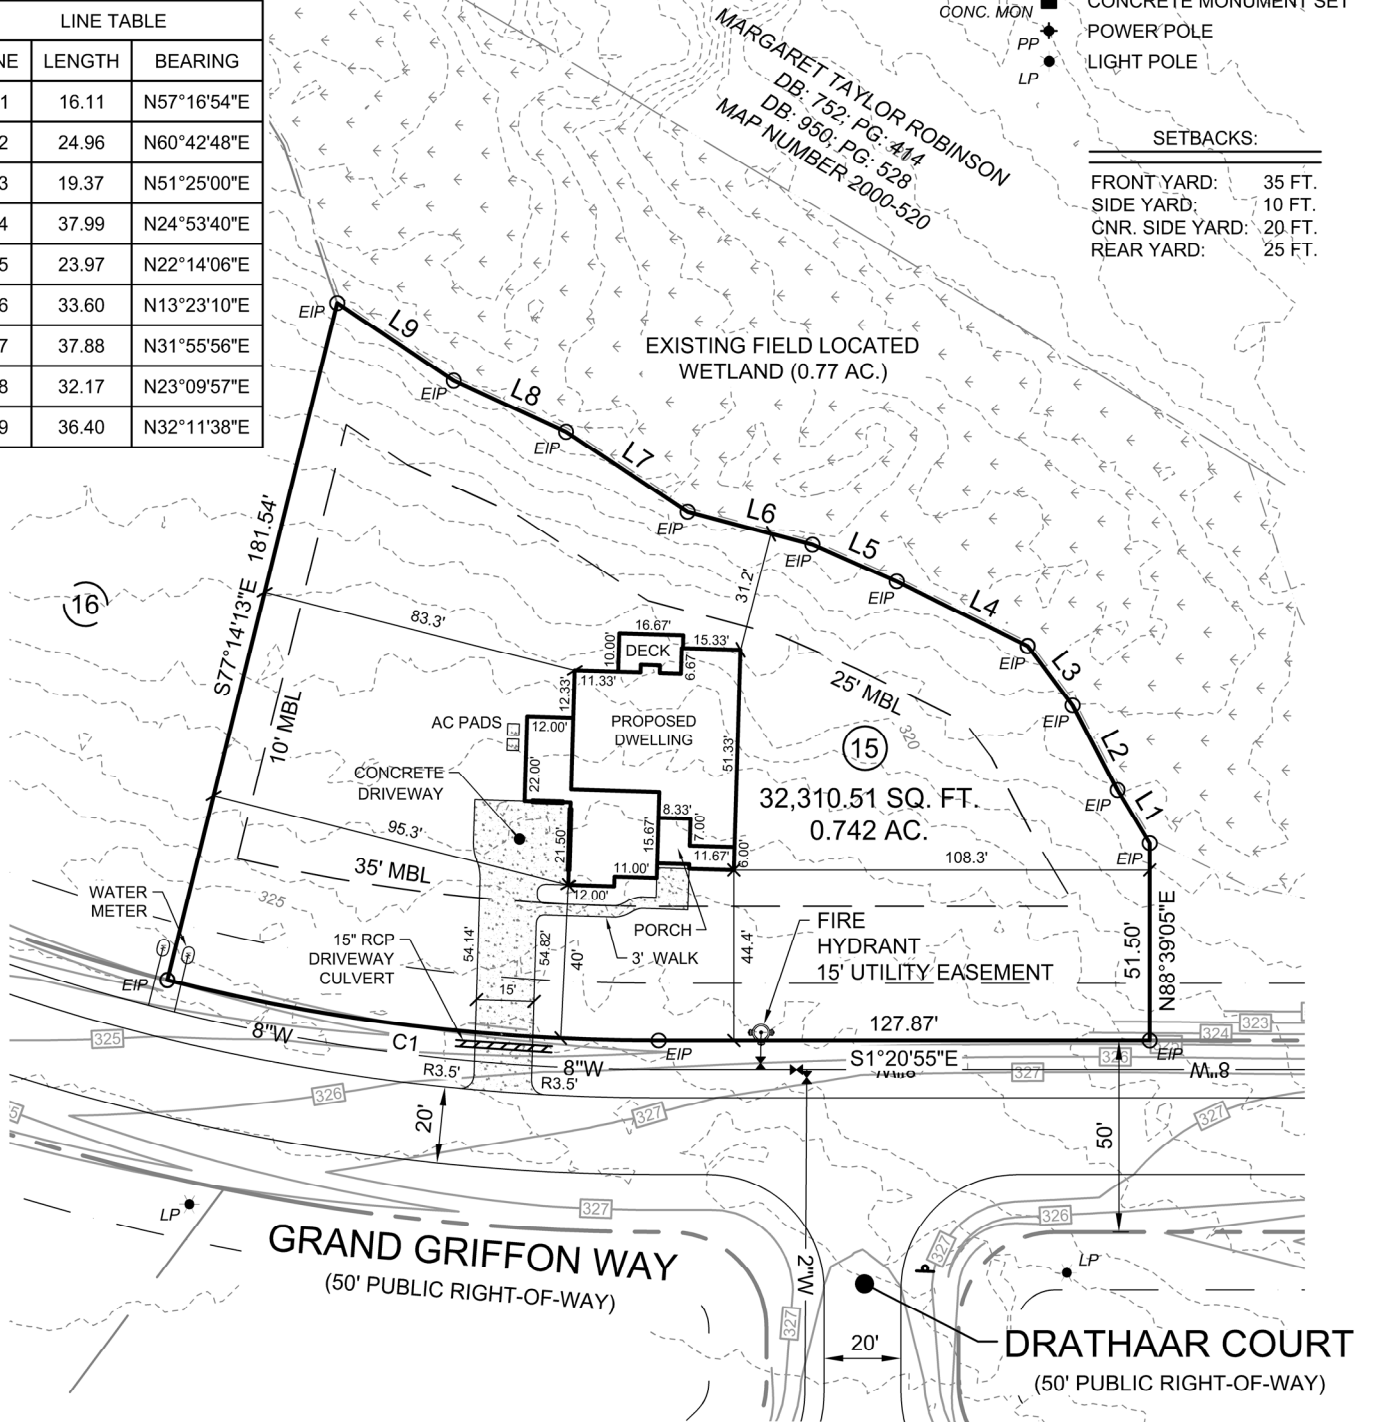 LINE TABLE
NE LENGTH BEARING
1 16.11 N57°16'54"E
2 24.96 N60°42'48"E
3 19.37 N51°25'00"E
4 37.99 N24°53'40"E
5 23.97 N22°14'06"E
6 33.60 N13°23'10"E
7 37.88 N31°55'56"E
8 32.17 N23°09'57"E
9 36.40 N32°11'38"E
CONC. MON CONCRETE MONUMENT SET
PP POWER POLE
LP LIGHT POLE
SETBACKS:
FRONT YARD: 35 FT.
SIDE YARD: 10 FT.
CNR. SIDE YARD: 20 FT.
REAR YARD: 25 FT.
MARGARET TAYLOR ROBINSON
DB: 752; PG: 414
DB: 950; PG: 528
MAP NUMBER 2000-520
EXISTING FIELD LOCATED
WETLAND (0.77 AC.)
EIP
L9
EIP
L8
EIP
L7
EIP
L6
EIP
L5
EIP
L4
EIP
L3
EIP
L2
EIP
L1
EIP
S77°14'13"E 181.54'
16
83.3'
31.2'
16.67'
15.33'
10.00'
DECK
6.67'
11.33'
12.33'
10' MBL
25' MBL
320
AC PADS
12.00'
PROPOSED
DWELLING
51.33'
15
22.00'
CONCRETE
DRIVEWAY
32,310.51 SQ. FT.
0.742 AC.
8.33'
7.00'
95.3'
21.50'
15.67'
11.67'
6.00'
108.3'
35' MBL
11.00'
12.00'
WATER
METER
325
15" RCP
DRIVEWAY
CULVERT
54.14'
54.82'
40'
PORCH
3' WALK
44.4'
FIRE
HYDRANT
15' UTILITY EASEMENT
51.50'
N88°39'05"E
15'
EIP
8"W
C1
325
EIP
127.87'
S1°20'55"E
EIP
323
324
325
326
327
8"W
8"W
8"W
R3.5'
R3.5'
326
20'
327
327
50'
LP
327
326
327
LP
GRAND GRIFFON WAY
(50' PUBLIC RIGHT-OF-WAY)
2"W
327
20'
DRATHAAR COURT
(50' PUBLIC RIGHT-OF-WAY)